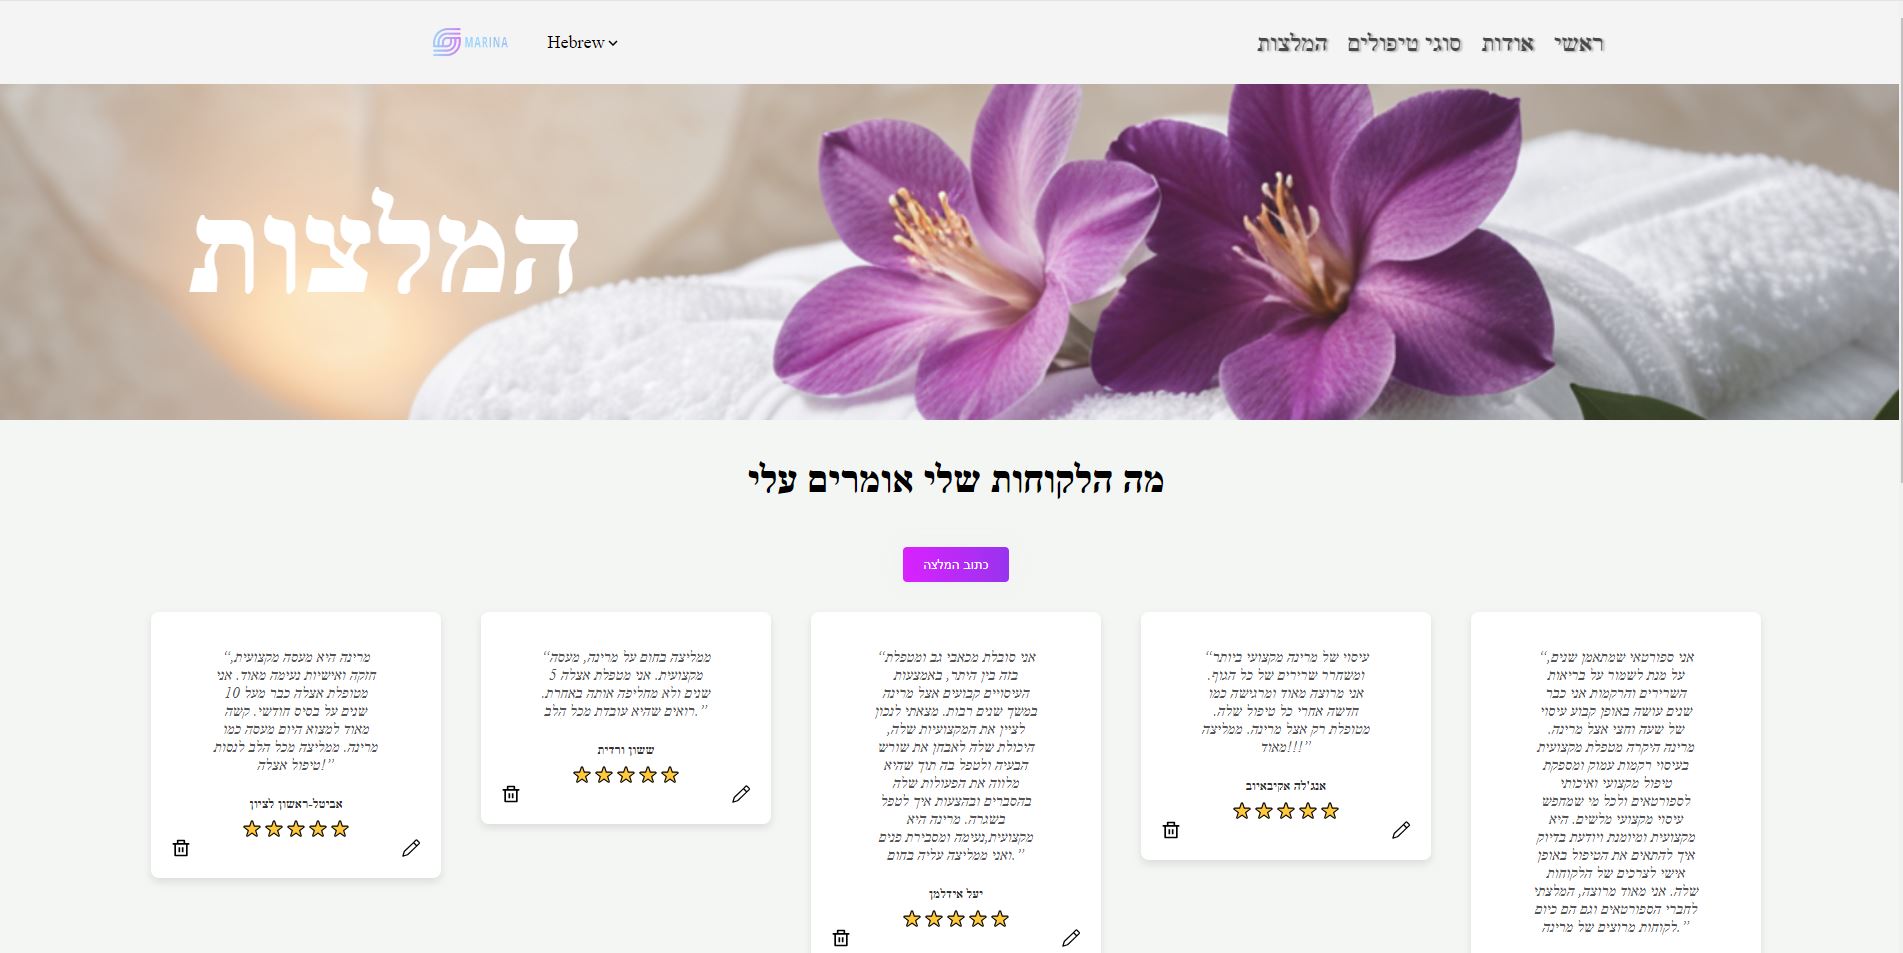 ראשי אודות סוגי טיפולים המלצות
Hebrew
MARINA
המלצות
מה הלקוחות שלי אומרים עלי
כתוב המלצה
אני ספורטאי שמתאמן שנים,“
על מנת לשמור על בריאות
השרירים והרקמות אני כבר
שנים עושה באופן קבוע עיסוי
של שעה וחצי אצל מרינה.
מרינה היקרה מטפלת מקצועית
בעיסוי רקמות עמוק ומספקת
טיפול מקצועי ואיכותי
לספורטאים ולכל מי שמחפש
עיסוי מקצועי מלשים. היא
מקצועית ומיומנת ויודעת בדיוק
איך להתאים את הטיפול באופן
אישי לצרכים של הלקוחות
שלה. אני מאוד מרוצה, המלצתי
לחברי הספורטאים וגם הם כיום
”.לקוחות מרוצים של מרינה
עיסוי של מרינה מקצועי ביותר“
ומשחרר שרירים של כל הגוף.
אני מרוצה מאוד ומרגישה כמו
חדשה אחרי כל טיפול שלה.
מטופלת רק אצל מרינה. ממליצה
”!!!מאוד
אנג'לה אקיבאיוב
אני סובלת מכאבי גב ומטפלת“
בזה בין היתר, באמצעות
העיסויים קבועים אצל מרינה
במשך שנים רבות. מצאתי לנכון
לציין את המקצועיות שלה,
היכולת שלה לאבחן את שורש
הבעיה ולטפל בה תוך שהיא
מלווה את הפעולות שלה
בהסברים ובהצעות איך לטפל
בשגרה. מרינה היא
מקצועית,נעימה ומסבירת פנים
”.ואני ממליצה עליה בחום
יעל אידלמן
ממליצה בחום על מרינה, מעסה“
מקצועית. אני מטפלת אצלה 5
שנים ולא מחליפה אותה באחרת.
”.רואים שהיא עובדת מכל הלב
ששון ורדית
מרינה היא מעסה מקצועית,“
חזקה ואישיות נעימה מאוד. אני
מטופלת אצלה כבר מעל 10
שנים על בסיס חודשי. קשה
מאוד למצוא היום מעסה כמו
מרינה. ממליצה מכל הלב לנסות
”!טיפול אצלה
אביטל-ראשון לציון